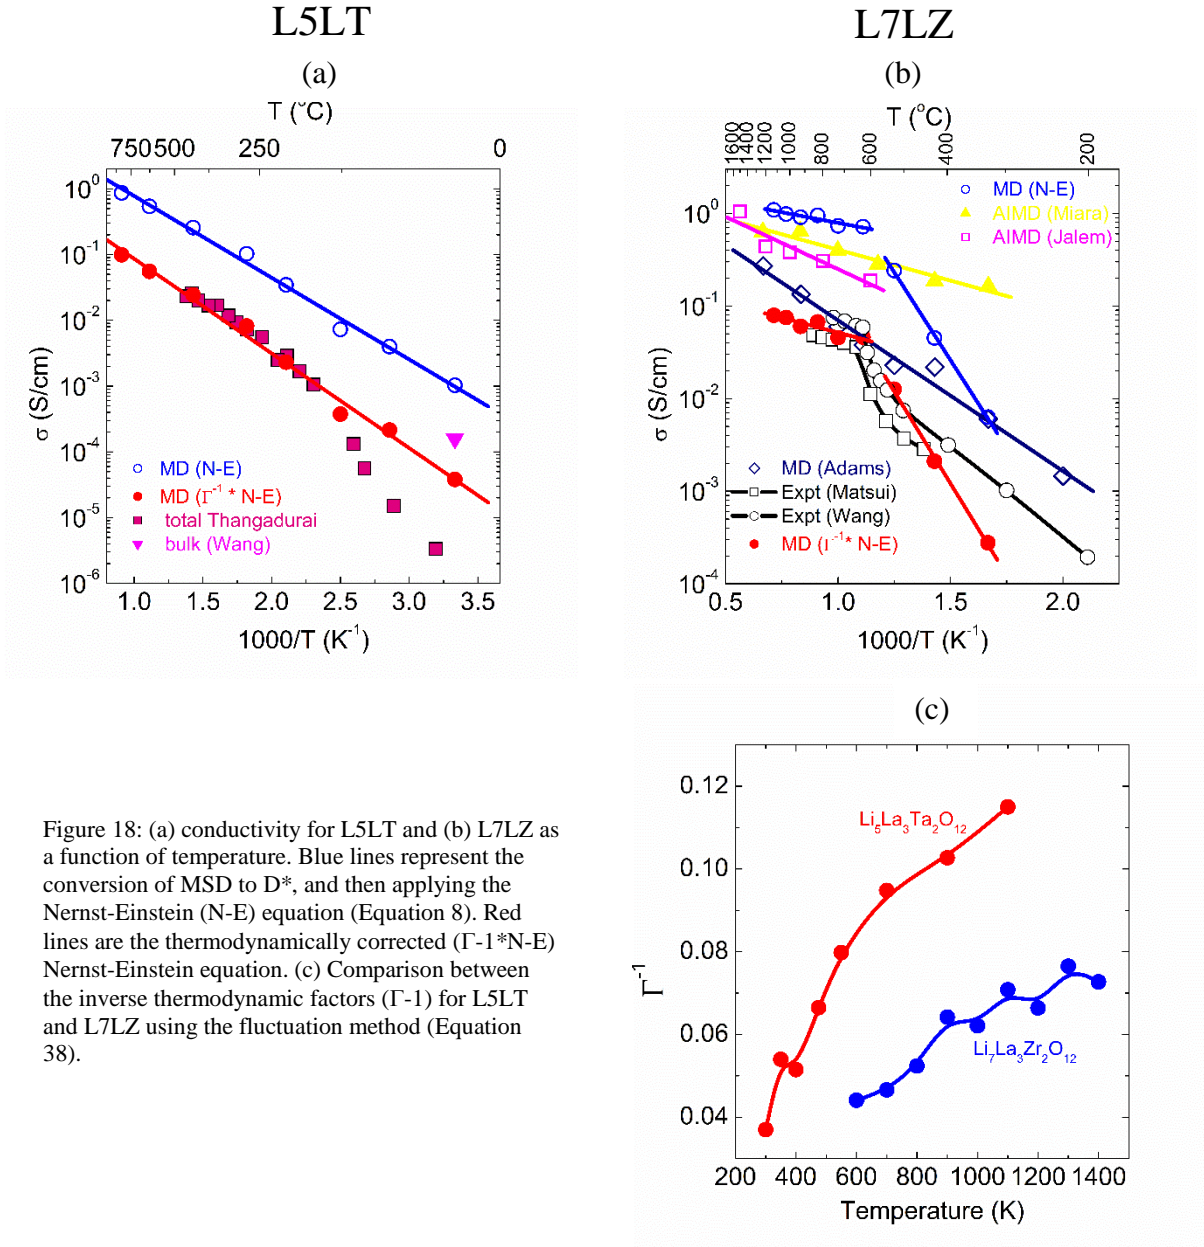 L5LT
L7LZ
(a)
(b)
T (°C)
750 500 250 0
10⁰
10⁻¹
10⁻²
10⁻³
10⁻⁴
10⁻⁵
10⁻⁶
σ (S/cm)
MD (N-E)
MD (Γ⁻¹ * N-E)
total Thangadurai
bulk (Wang)
1.0 1.5 2.0 2.5 3.0 3.5
1000/T (K⁻¹)
T (°C)
1600 1400 1200 1000 800 600 400 200
10⁰
10⁻¹
10⁻²
10⁻³
10⁻⁴
σ (S/cm)
MD (N-E)
AIMD (Miara)
AIMD (Jalem)
MD (Adams)
Expt (Matsui)
Expt (Wang)
MD (Γ⁻¹* N-E)
0.5 1.0 1.5 2.0
1000/T (K⁻¹)
(c)
0.12
0.10
0.08
0.06
0.04
Γ⁻¹
Li₅La₃Ta₂O₁₂
Li₇La₃Zr₂O₁₂
200 400 600 800 1000 1200 1400
Temperature (K)
Figure 18: (a) conductivity for L5LT and (b) L7LZ as
a function of temperature. Blue lines represent the
conversion of MSD to D*, and then applying the
Nernst-Einstein (N-E) equation (Equation 8). Red
lines are the thermodynamically corrected (Γ-1*N-E)
Nernst-Einstein equation. (c) Comparison between
the inverse thermodynamic factors (Γ-1) for L5LT
and L7LZ using the fluctuation method (Equation
38).